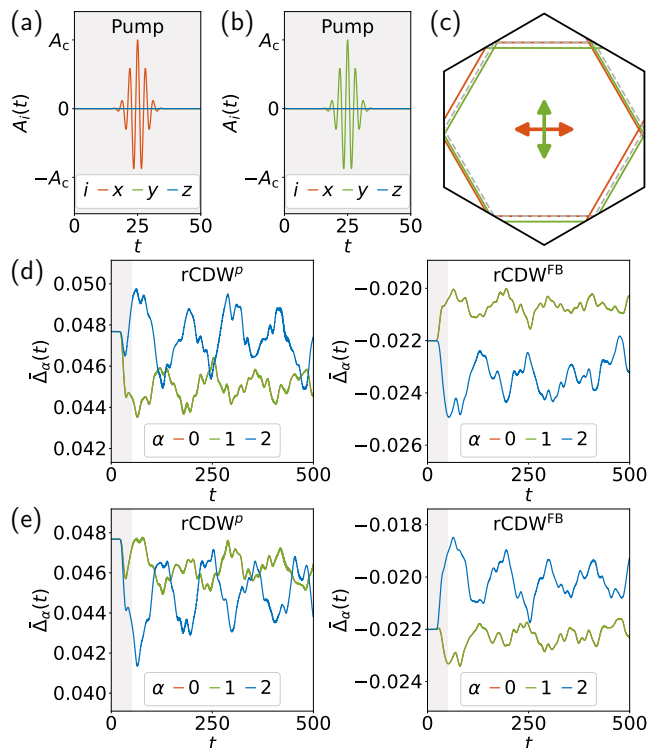 (a) (b) (c)
Pump Pump
A_c A_c
0 0
−A_c −A_c
A_i(t) A_i(t)
i x y z i x y z
0 25 50 0 25 50
t t
(d)
rCDW^p rCDW^FB
0.050 −0.020
0.048 −0.022
0.046 −0.024
0.044 −0.026
0.042
Δ̄_α(t) Δ̄_α(t)
α 0 1 2 α 0 1 2
0 250 500 0 250 500
t t
(e)
rCDW^p rCDW^FB
0.048 −0.018
0.046 −0.020
0.044 −0.022
0.042 −0.024
0.040
Δ̄_α(t) Δ̄_α(t)
α 0 1 2 α 0 1 2
0 250 500 0 250 500
t t